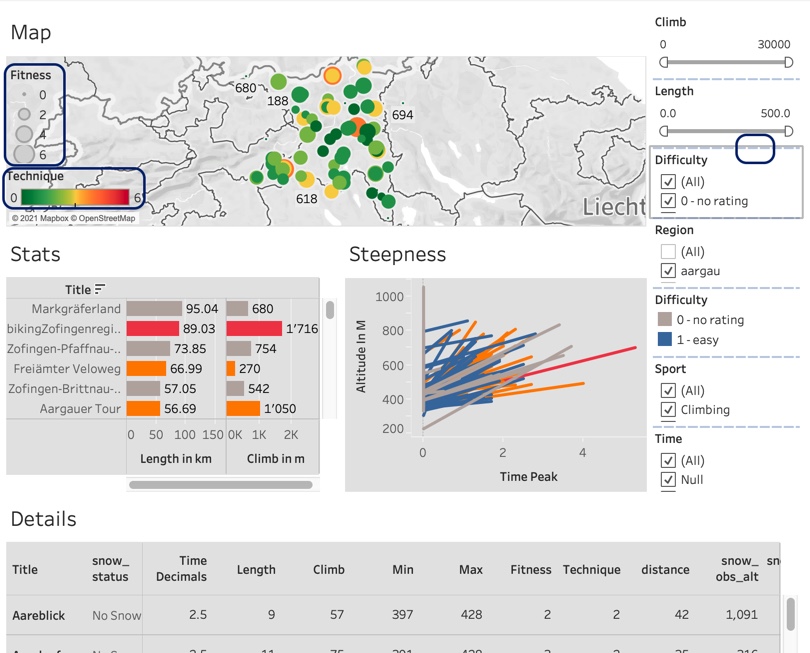 Map
Fitness
0
2
4
6
Technique
0 6
680
188
694
618
Liecht
© 2021 Mapbox © OpenStreetMap
Climb
0 30000
Length
0.0 500.0
Difficulty
(All)
0 - no rating
Region
(All)
aargau
Difficulty
0 - no rating
1 - easy
Sport
(All)
Climbing
Time
(All)
Null
Stats
Title
Markgräferland 95.04 680
bikingZofingenregi.. 89.03 1'716
Zofingen-Pfaffnau-.. 73.85 754
Freiämter Veloweg 66.99 270
Zofingen-Brittnau-.. 57.05 542
Aargauer Tour 56.69 1'050
0 50 100 150 0K 1K 2K
Length in km Climb in m
Steepness
Altitude In M
1000
800
600
400
200
0 2 4
Time Peak
Details
Title snow_ status Time Decimals Length Climb Min Max Fitness Technique distance snow_ obs_alt
Aareblick No Snow 2.5 9 57 397 428 2 2 42 1,091